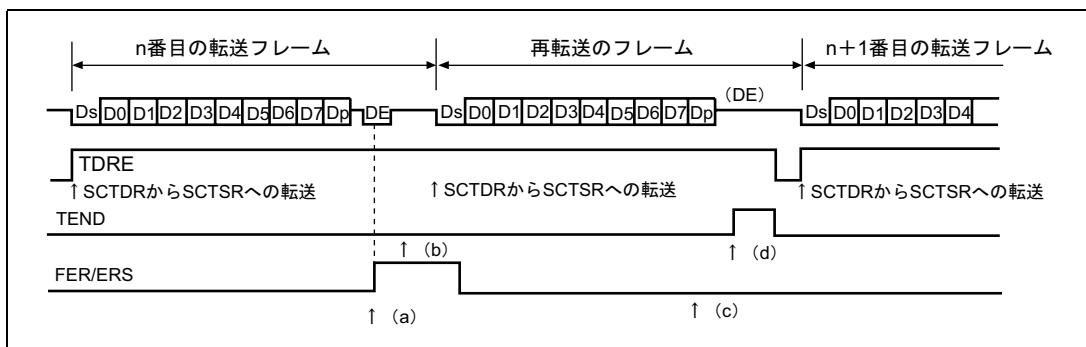 n番目の転送フレーム 再転送のフレーム n＋1番目の転送フレーム
（DE）
Ds D0 D1 D2 D3 D4 D5 D6 D7 Dp DE Ds D0 D1 D2 D3 D4 D5 D6 D7 Dp Ds D0 D1 D2 D3 D4
TDRE
↑SCTDRからSCTSRへの転送 ↑SCTDRからSCTSRへの転送 ↑SCTDRからSCTSRへの転送
TEND
↑（b） ↑（d）
FER/ERS
↑（a） ↑（c）